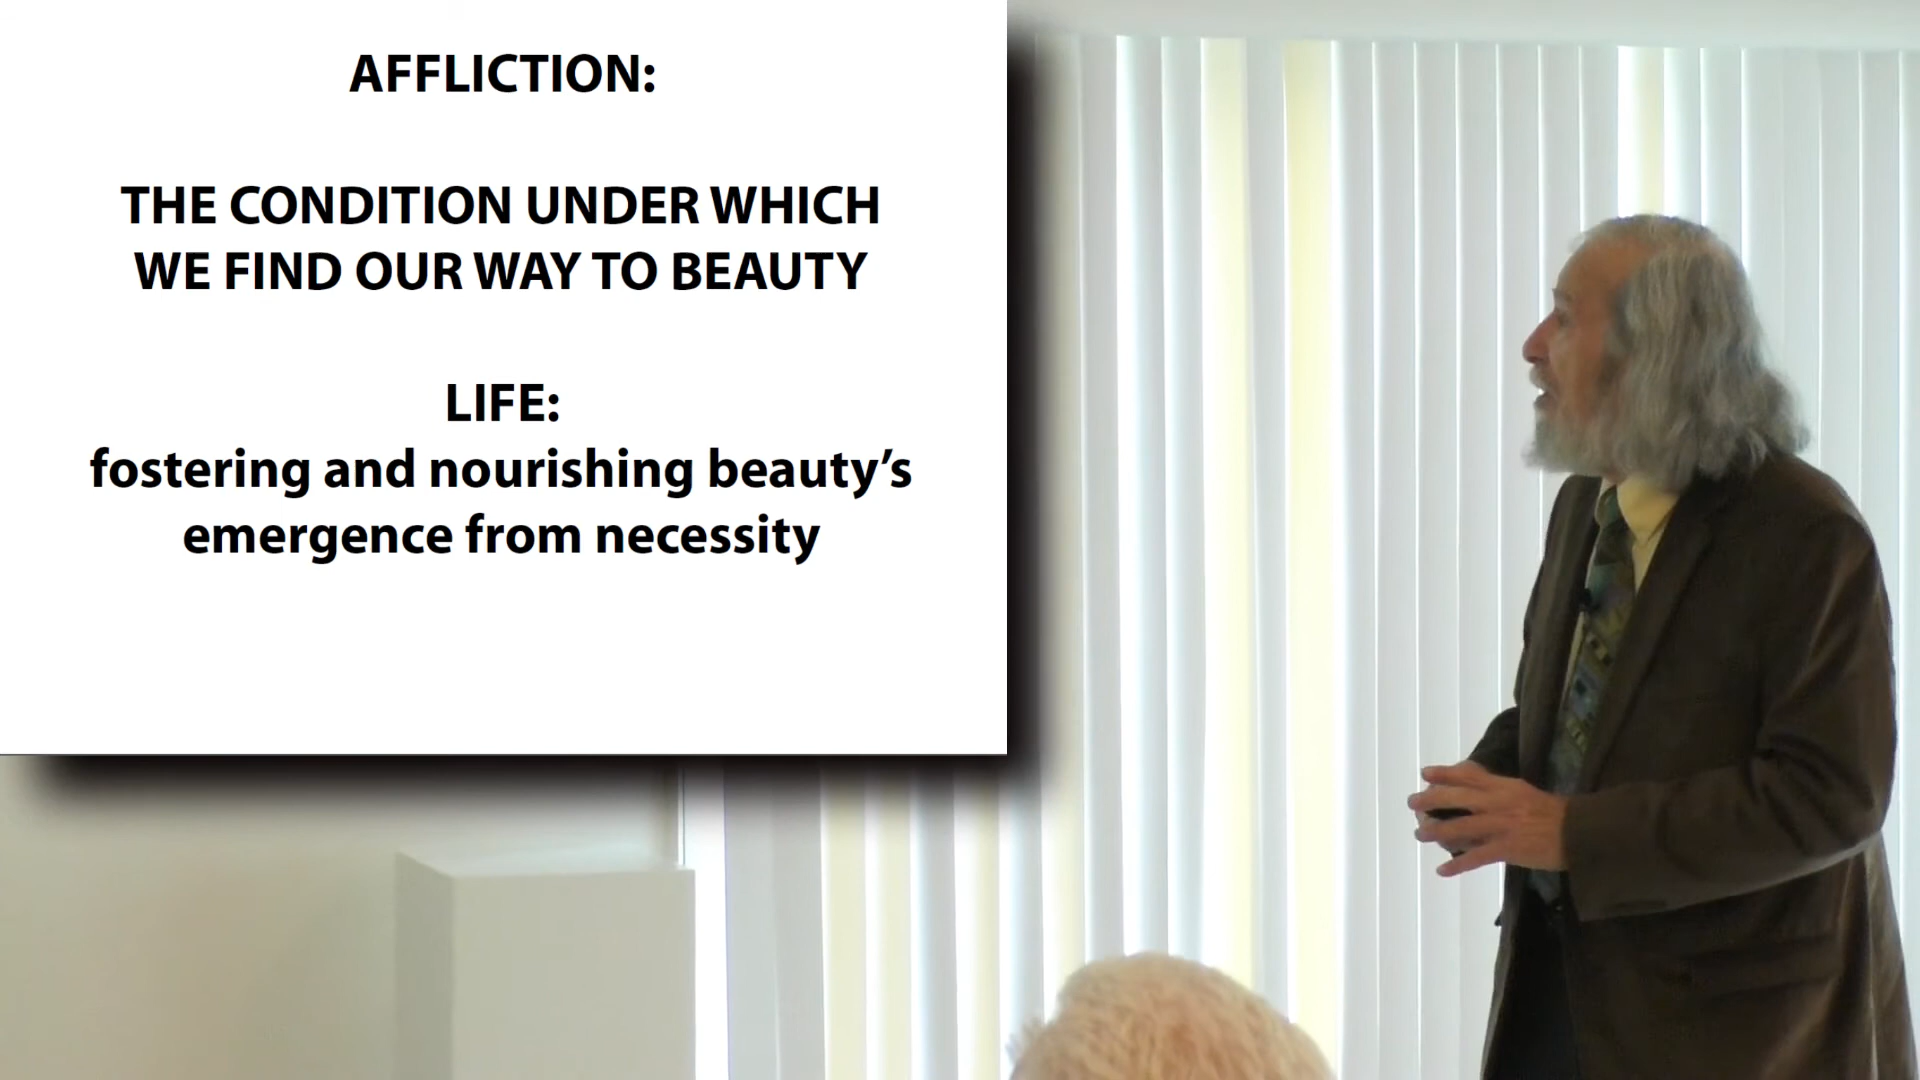 AFFLICTION:
THE CONDITION UNDER WHICH
WE FIND OUR WAY TO BEAUTY
LIFE:
fostering and nourishing beauty’s
emergence from necessity